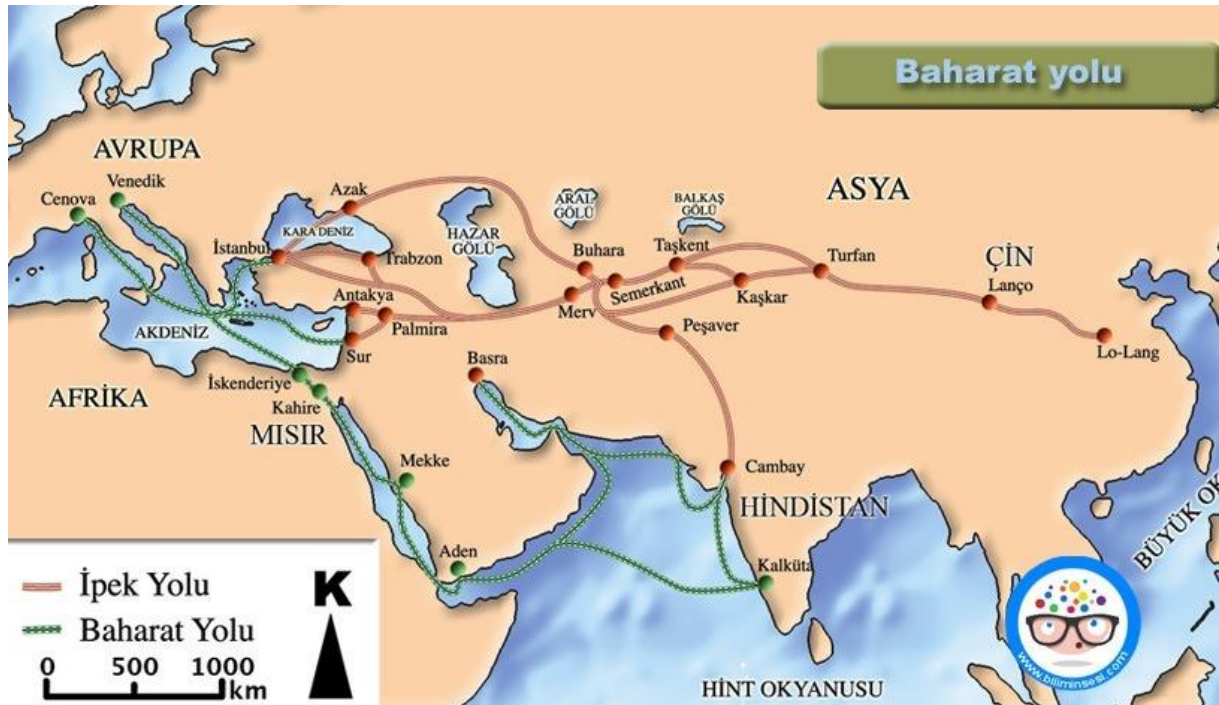 Baharat yolu
AVRUPA
Venedik
Cenova
Azak
ARAL
GÖLÜ
BALKAŞ
GÖLÜ
ASYA
KARA DENİZ
HAZAR
GÖLÜ
İstanbul
Trabzon
Buhara
Taşkent
Turfan
ÇİN
Semerkant
Lanço
Antakya
Merv
Kaşkar
AKDENİZ
Palmira
Peşaver
Sur
Lo-Lang
Basra
İskenderiye
AFRİKA
Kahire
MISIR
Mekke
Cambay
HİNDİSTAN
BÜYÜK OK
Aden
Kalküta
İpek Yolu
Baharat Yolu
K
0 500 1000
km
www.biliminsesi.com
HİNT OKYANUSU